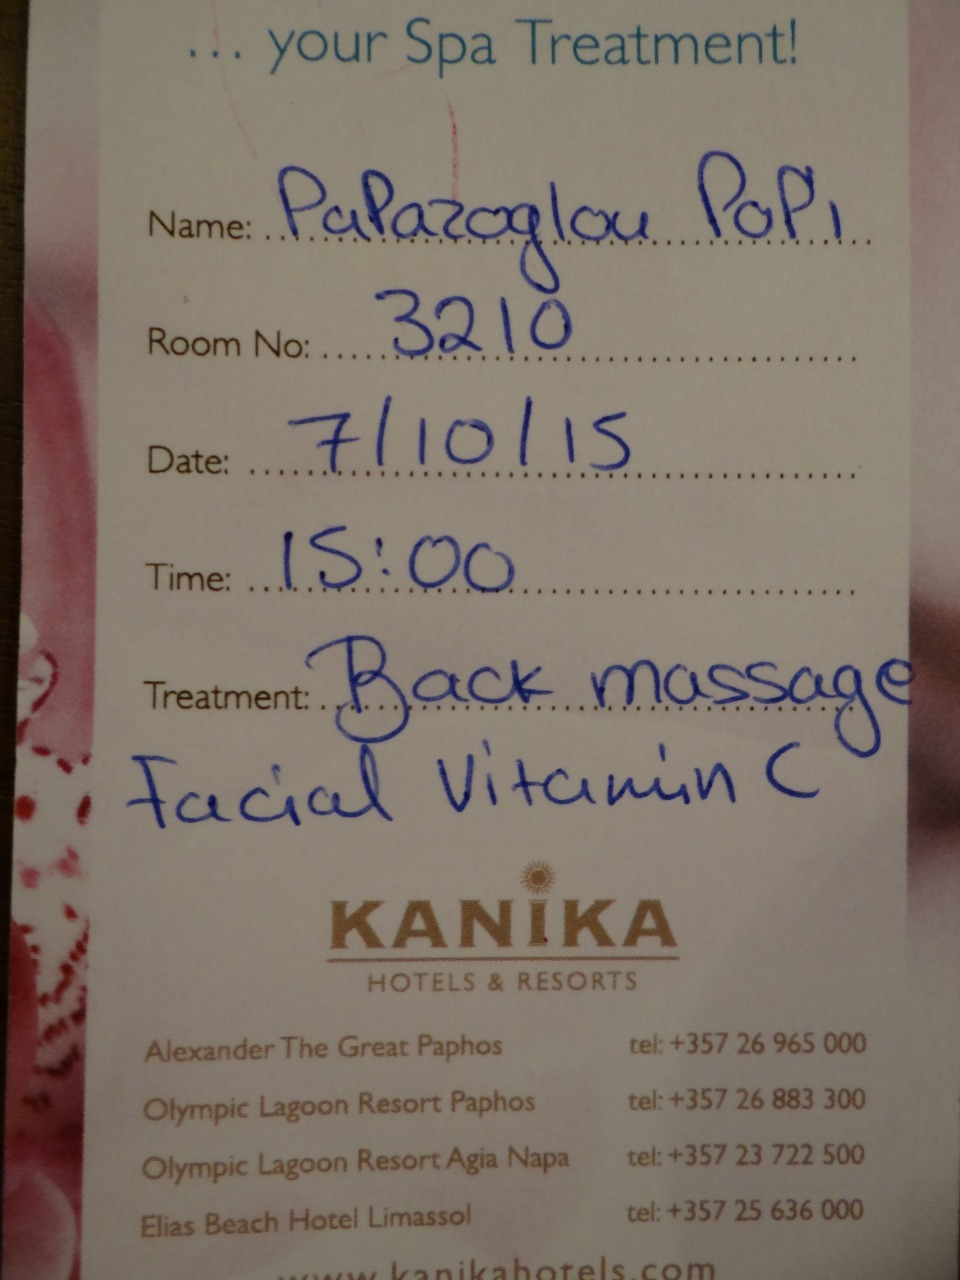 ... your Spa Treatment!
Name: PaPazoglou PoPi
Room No: 3210
Date: 7/10/15
Time: 15:00
Treatment: Back massage
Facial Vitamin C
KANIKA
HOTELS & RESORTS
Alexander The Great Paphos tel: +357 26 965 000
Olympic Lagoon Resort Paphos tel: +357 26 883 300
Olympic Lagoon Resort Agia Napa tel: +357 23 722 500
Elias Beach Hotel Limassol tel: +357 25 636 000
www.kanikahotels.com